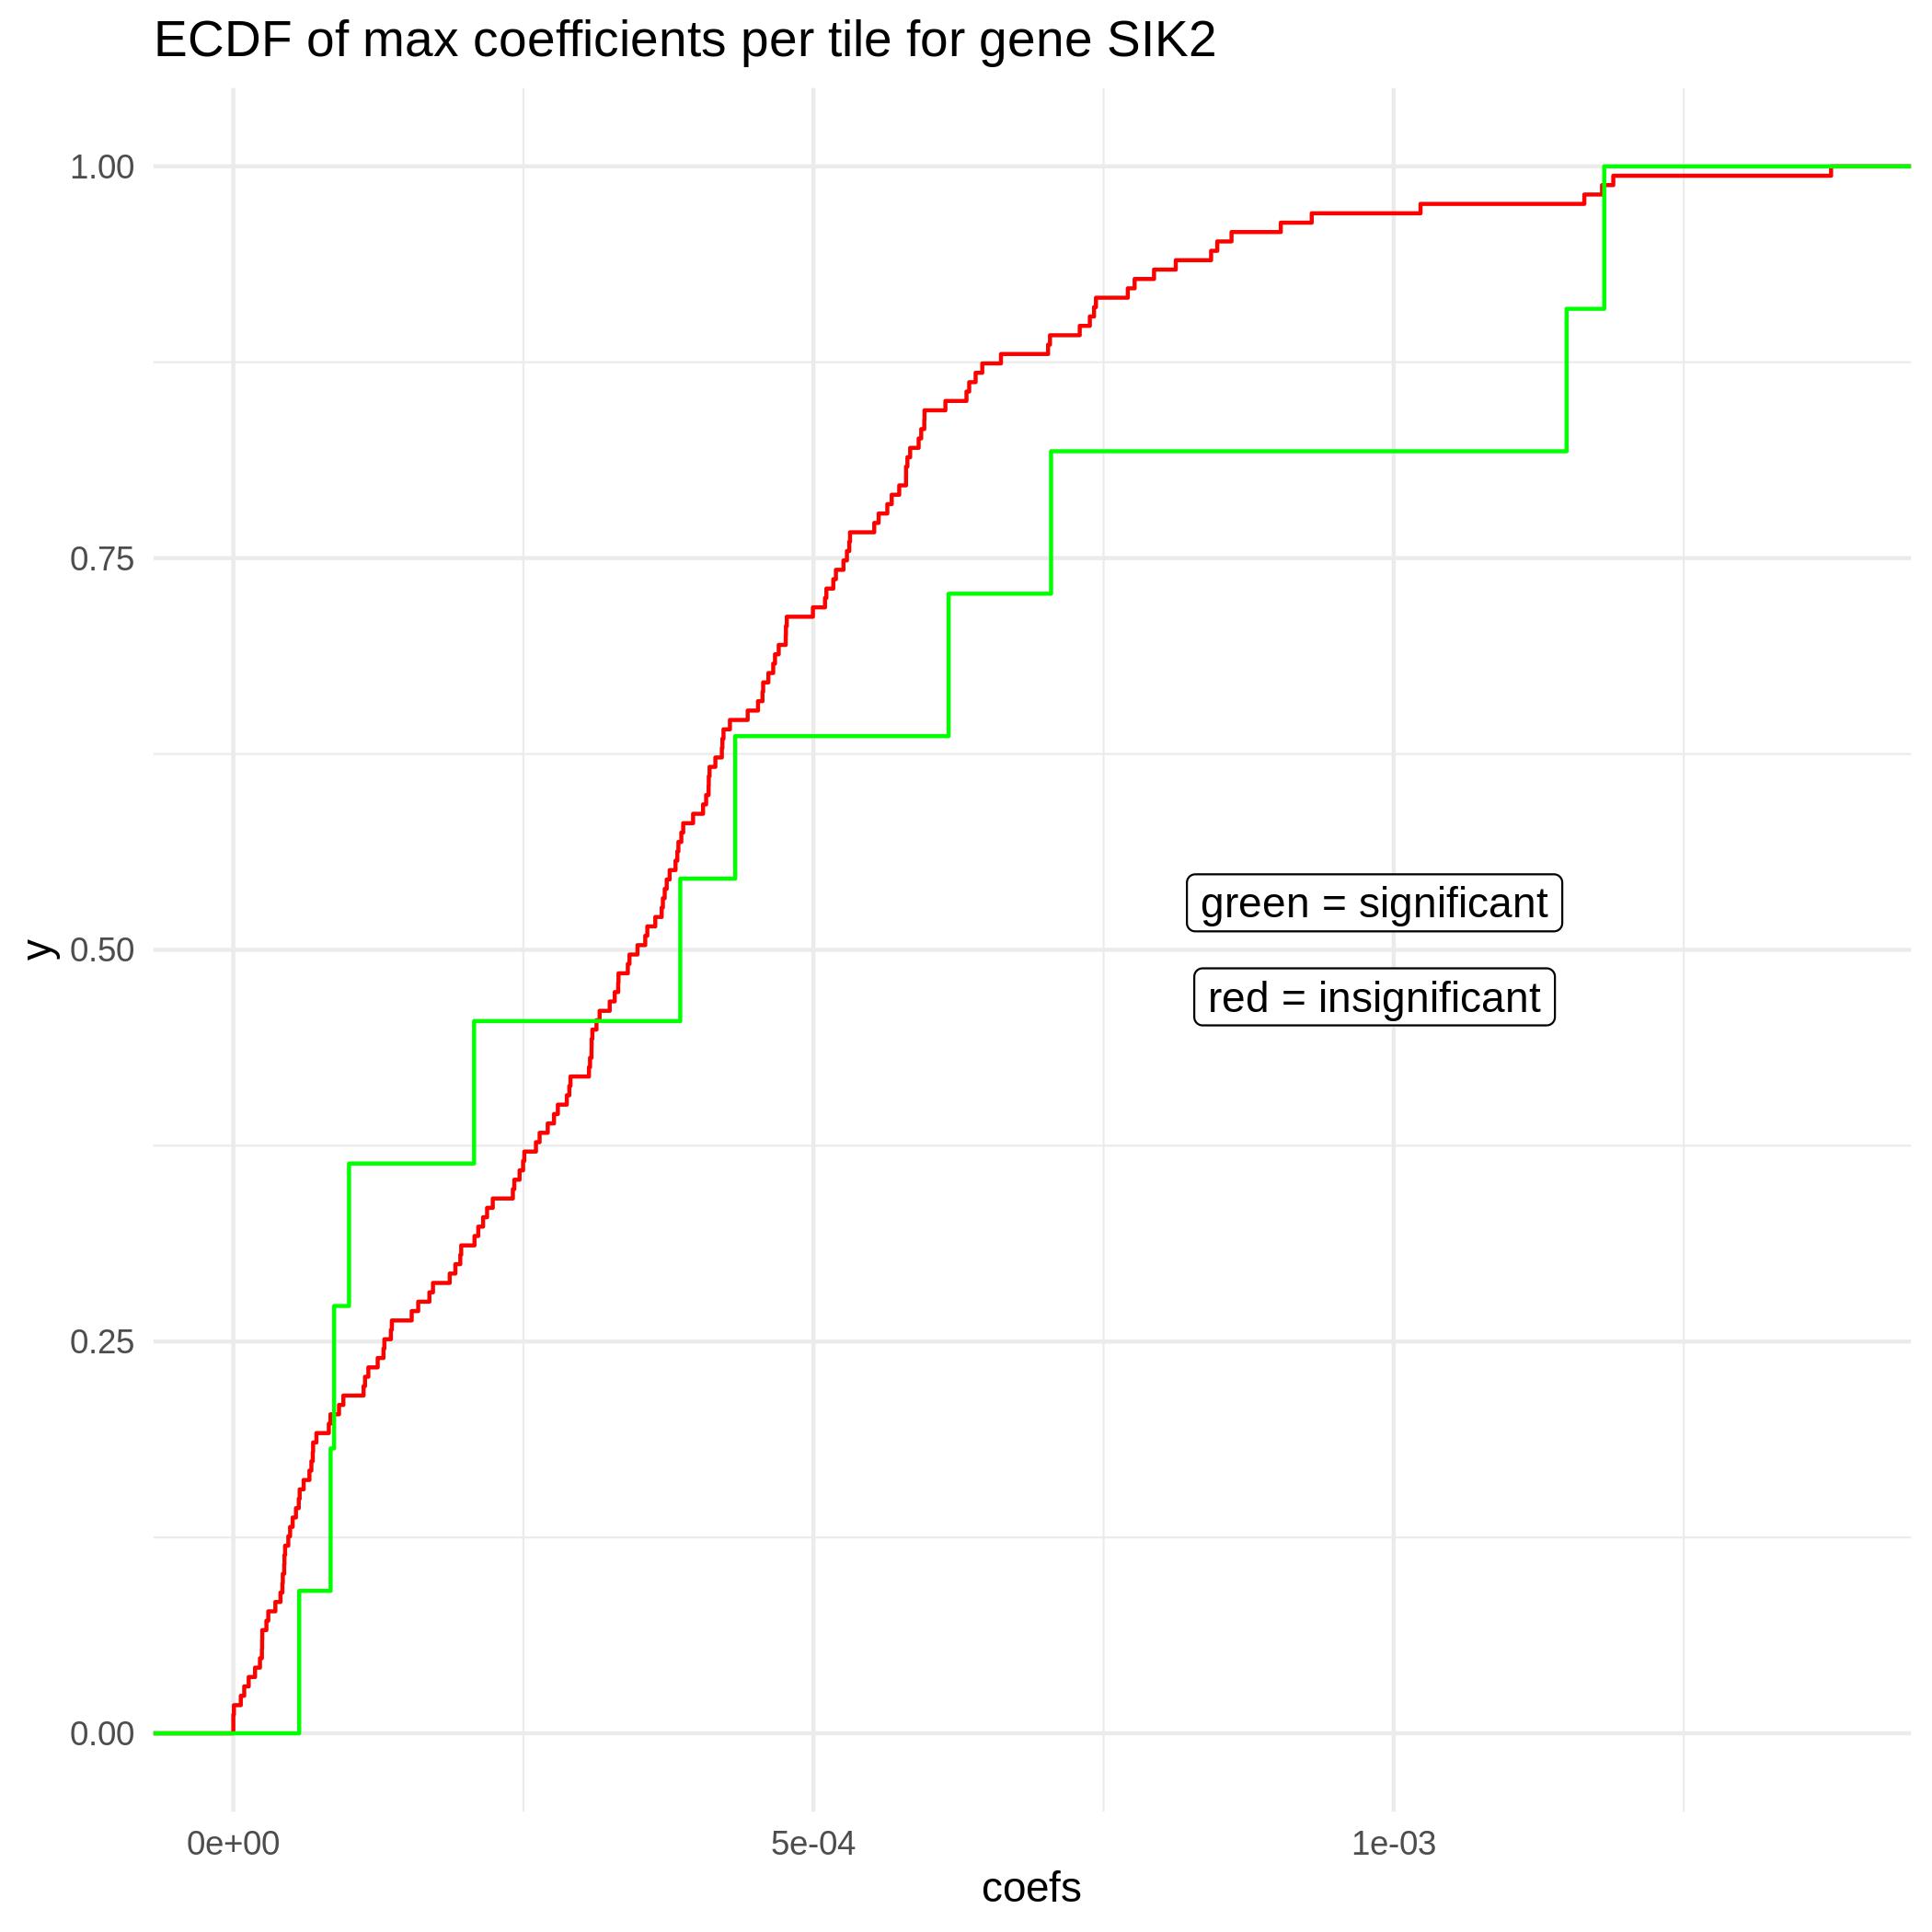 ECDF of max coefficients per tile for gene SIK2
1.00
0.75
0.50
0.25
0.00
y
green = significant
red = insignificant
0e+00
5e-04
1e-03
coefs